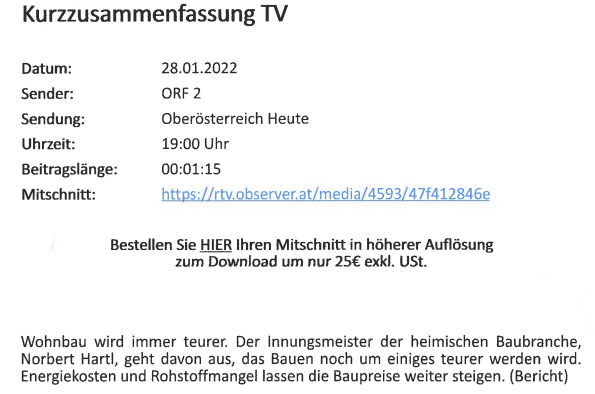 Kurzzusammenfassung TV
Datum: 28.01.2022
Sender: ORF 2
Sendung: Oberösterreich Heute
Uhrzeit: 19:00 Uhr
Beitragslänge: 00:01:15
Mitschnitt: https://rtv.observer.at/media/4593/47f412846e
Bestellen Sie HIER Ihren Mitschnitt in höherer Auflösung
zum Download um nur 25€ exkl. USt.
Wohnbau wird immer teurer. Der Innungsmeister der heimischen Baubranche,
Norbert Hartl, geht davon aus, das Bauen noch um einiges teurer werden wird.
Energiekosten und Rohstoffmangel lassen die Baupreise weiter steigen. (Bericht)